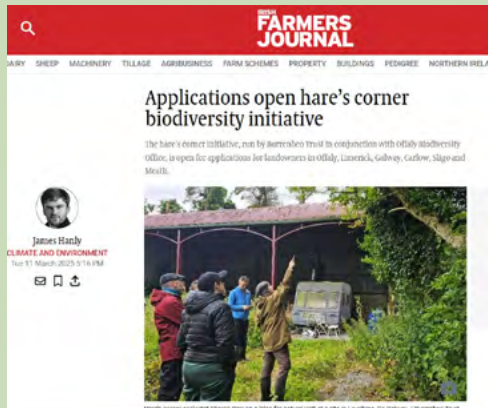 IRISH
FARMERS
JOURNAL
DAIRY SHEEP MACHINERY TILLAGE AGRIBUSINESS FARM SCHEMES PROPERTY BUILDINGS PEDIGREE NORTHERN IRELA
Applications open hare's corner
biodiversity initiative
The hare's corner initiative, run by Burrenbeo Trust in conjunction with Offaly Biodiversity
Office, is open for applications for landowners in Offaly, Limerick, Galway, Carlow, Sligo and
Meath.
James Hanly
CLIMATE AND ENVIRONMENT
Tue 11 March 2025 5:16 PM